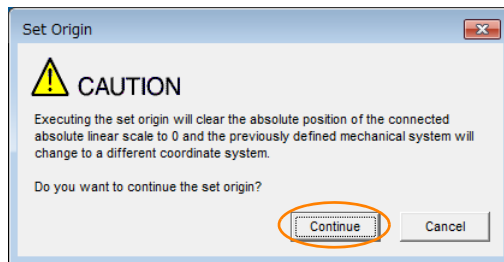 Set Origin
CAUTION
Executing the set origin will clear the absolute position of the connected
absolute linear scale to 0 and the previously defined mechanical system will
change to a different coordinate system.
Do you want to continue the set origin?
Continue
Cancel